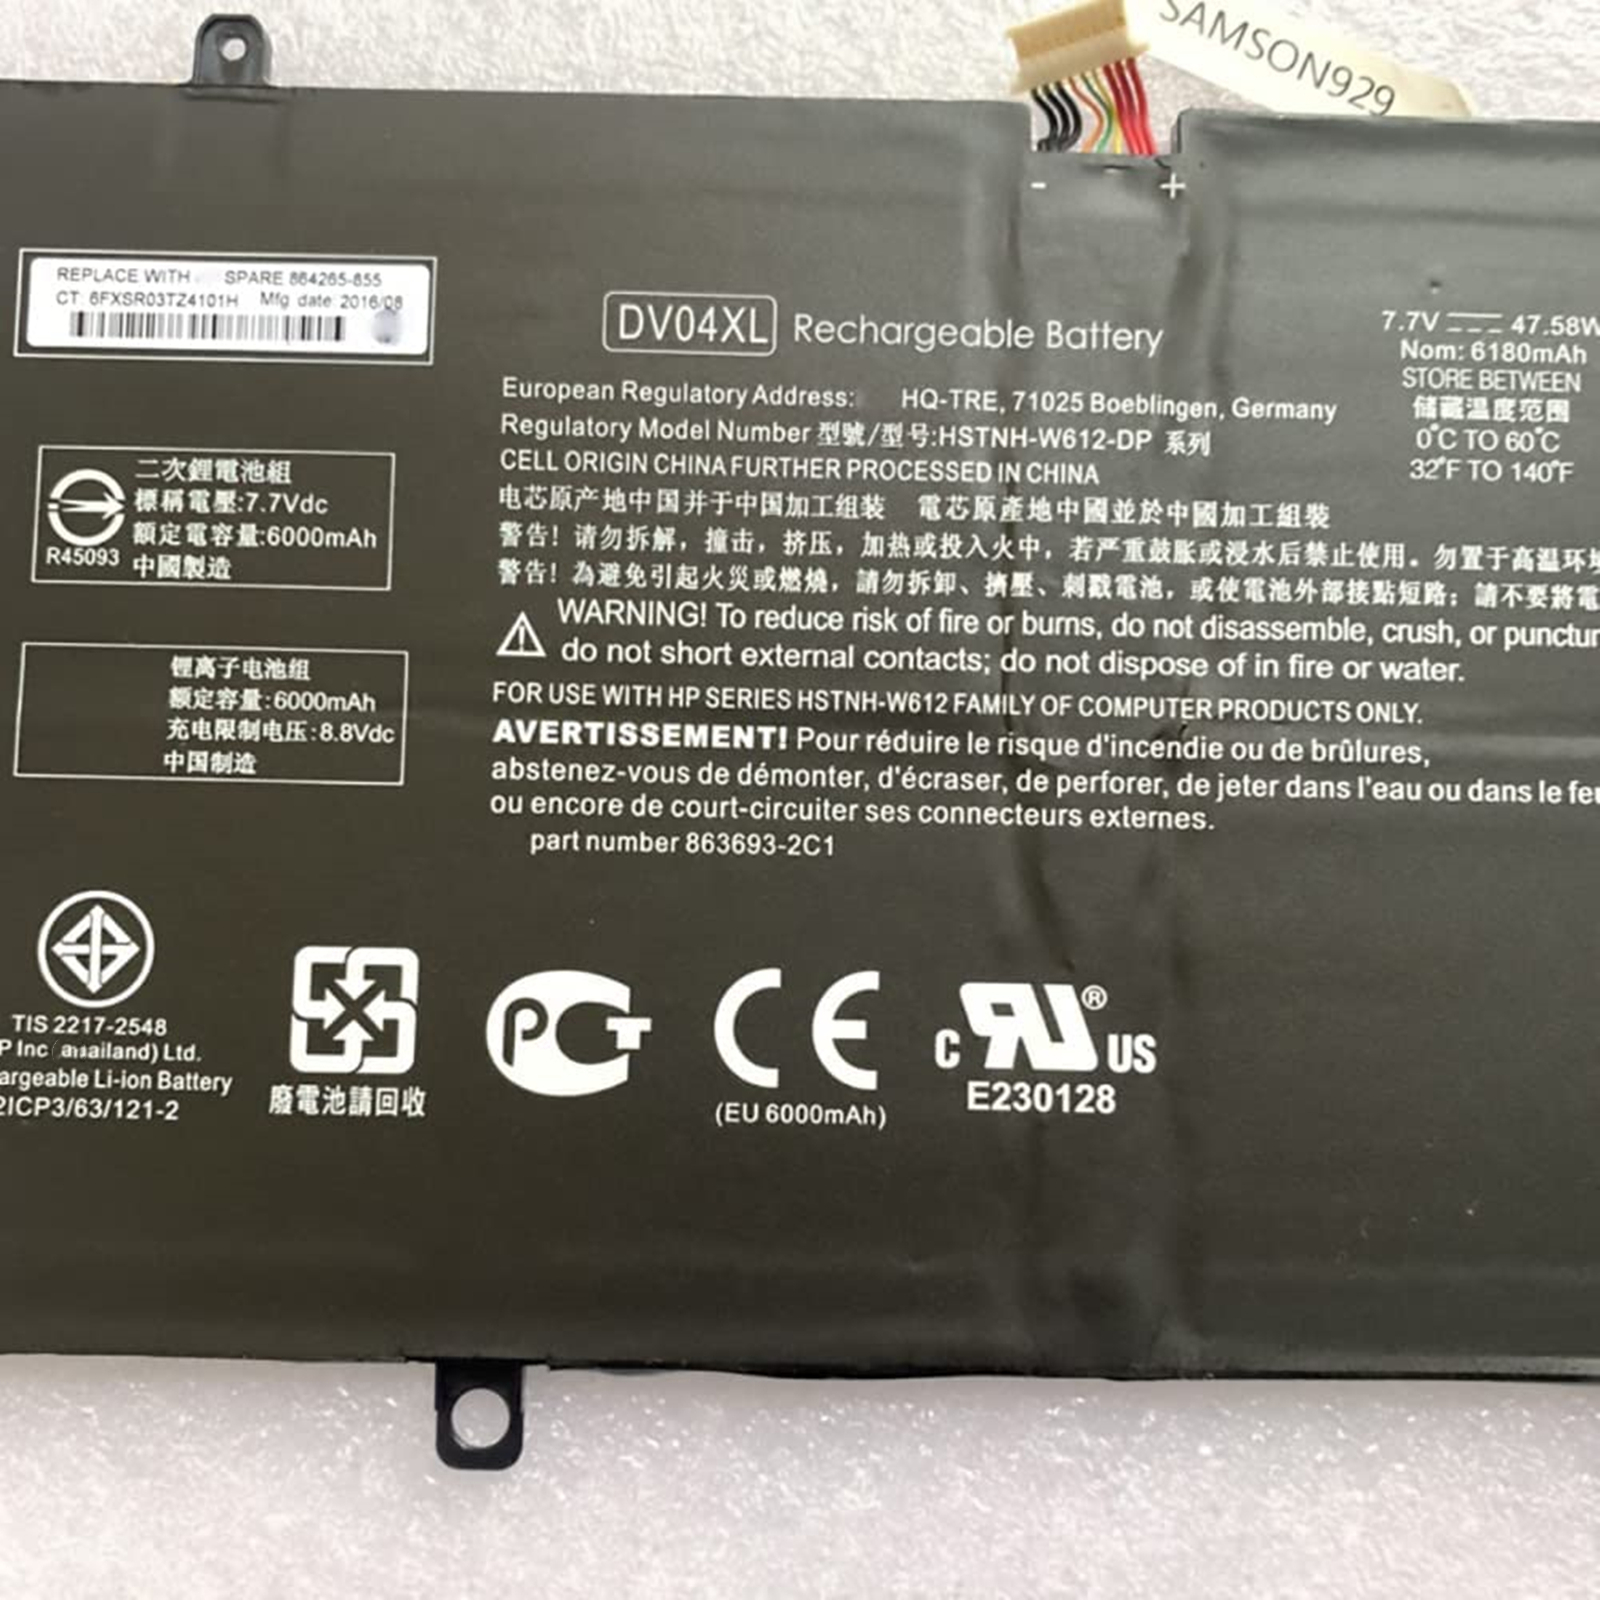 SAMSON929
- +
REPLACE WITH SPARE 864265-855
CT: 6FXSR03TZ4101H Mfg date: 2016/08
DV04XL Rechargeable Battery
7.7V 47.58W
Nom: 6180mAh
STORE BETWEEN
储藏温度范围
0°C TO 60°C
32°F TO 140°F
European Regulatory Address: HQ-TRE, 71025 Boeblingen, Germany
Regulatory Model Number 型號/型号:HSTNH-W612-DP 系列
CELL ORIGIN CHINA FURTHER PROCESSED IN CHINA
电芯原产地中国并于中国加工组装 電芯原產地中國並於中國加工組裝
警告! 请勿拆解, 撞击, 挤压, 加热或投入火中, 若严重鼓胀或浸水后禁止使用。勿置于高温环境
警告! 為避免引起火災或燃燒, 請勿拆卸、擠壓、刺戳電池, 或使電池外部接點短路; 請不要將電
WARNING! To reduce risk of fire or burns, do not disassemble, crush, or punctur
do not short external contacts; do not dispose of in fire or water.
FOR USE WITH HP SERIES HSTNH-W612 FAMILY OF COMPUTER PRODUCTS ONLY.
AVERTISSEMENT! Pour réduire le risque d'incendie ou de brûlures,
abstenez-vous de démonter, d'écraser, de perforer, de jeter dans l'eau ou dans le feu
ou encore de court-circuiter ses connecteurs externes.
part number 863693-2C1
二次鋰電池組
標稱電壓:7.7Vdc
額定電容量:6000mAh
R45093 中國製造
锂离子电池组
额定容量:6000mAh
充电限制电压:8.8Vdc
中国制造
TIS 2217-2548
P Inc ailand) Ltd.
argeable Li-ion Battery
2ICP3/63/121-2
廢電池請回收
PCT
CE
(EU 6000mAh)
C RU® US
E230128